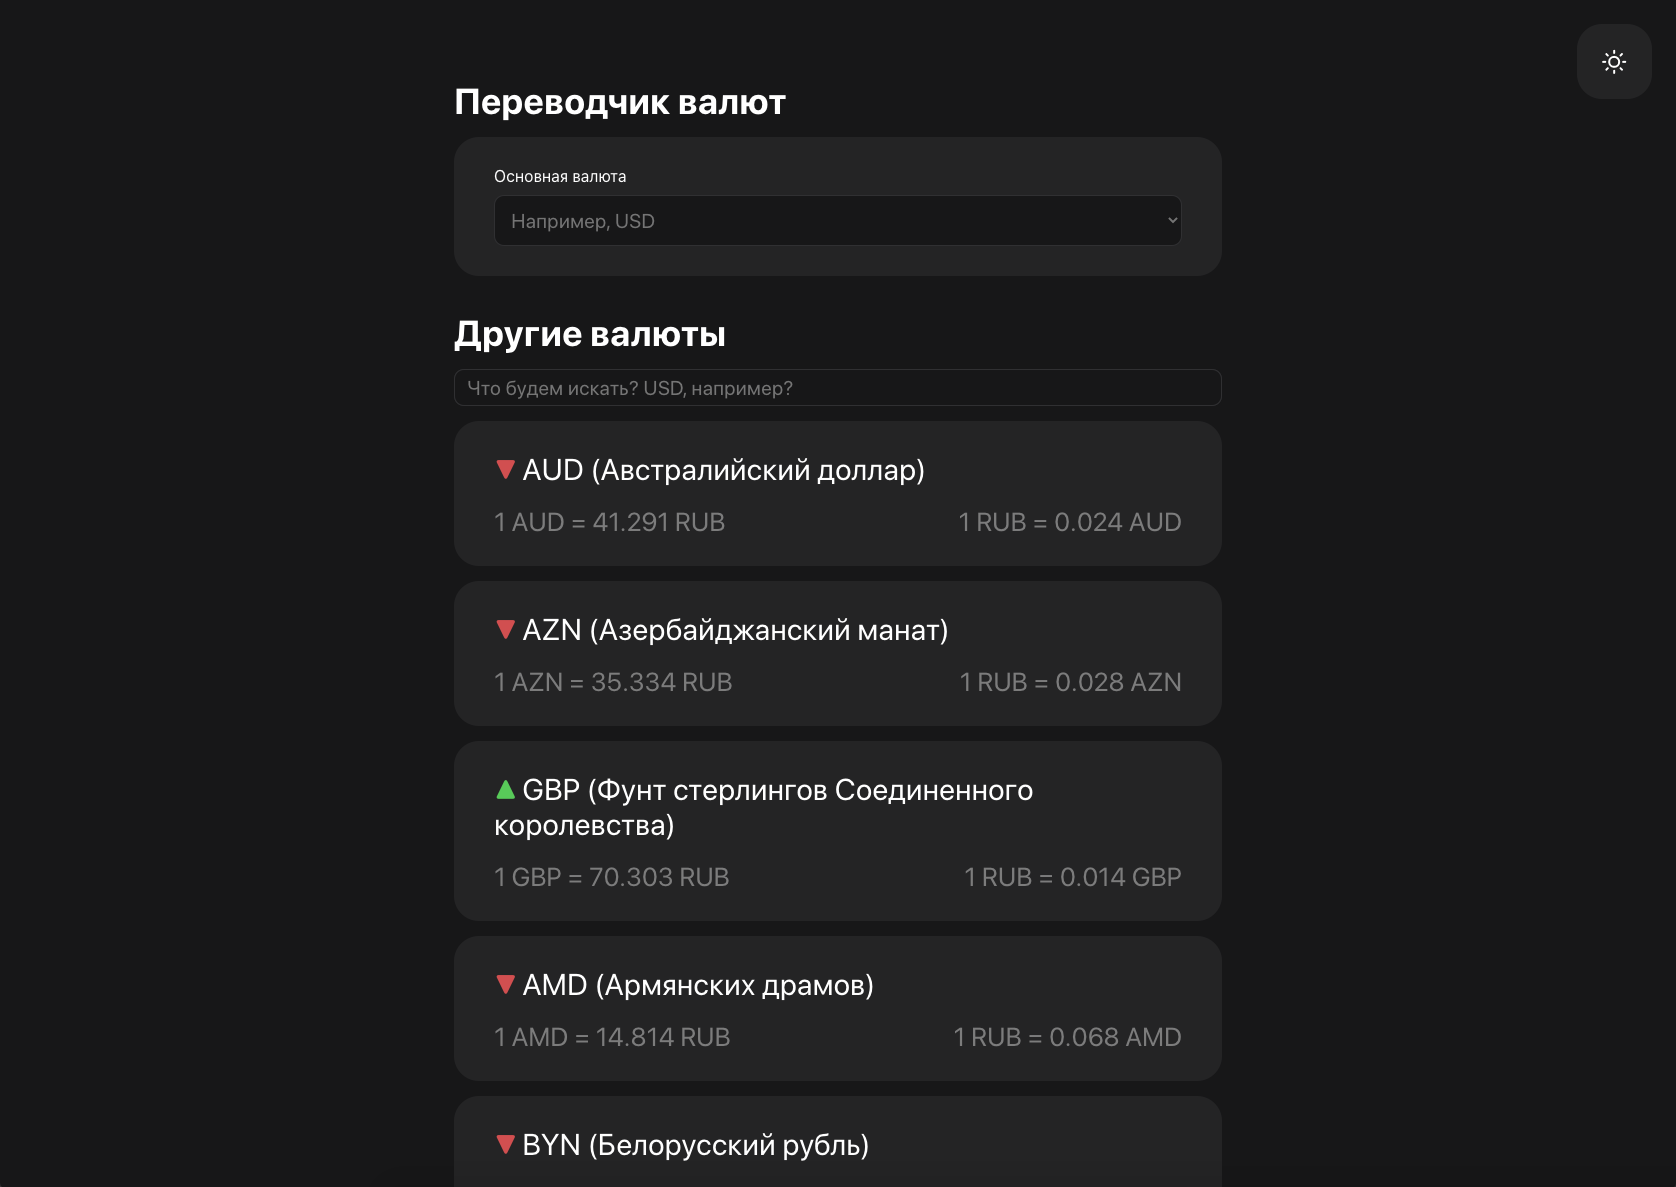 Переводчик валют
Основная валюта
Например, USD
Другие валюты
Что будем искать? USD, например?
AUD (Австралийский доллар)
1 AUD = 41.291 RUB
1 RUB = 0.024 AUD
AZN (Азербайджанский манат)
1 AZN = 35.334 RUB
1 RUB = 0.028 AZN
GBP (Фунт стерлингов Соединенного
королевства)
1 GBP = 70.303 RUB
1 RUB = 0.014 GBP
AMD (Армянских драмов)
1 AMD = 14.814 RUB
1 RUB = 0.068 AMD
BYN (Белорусский рубль)